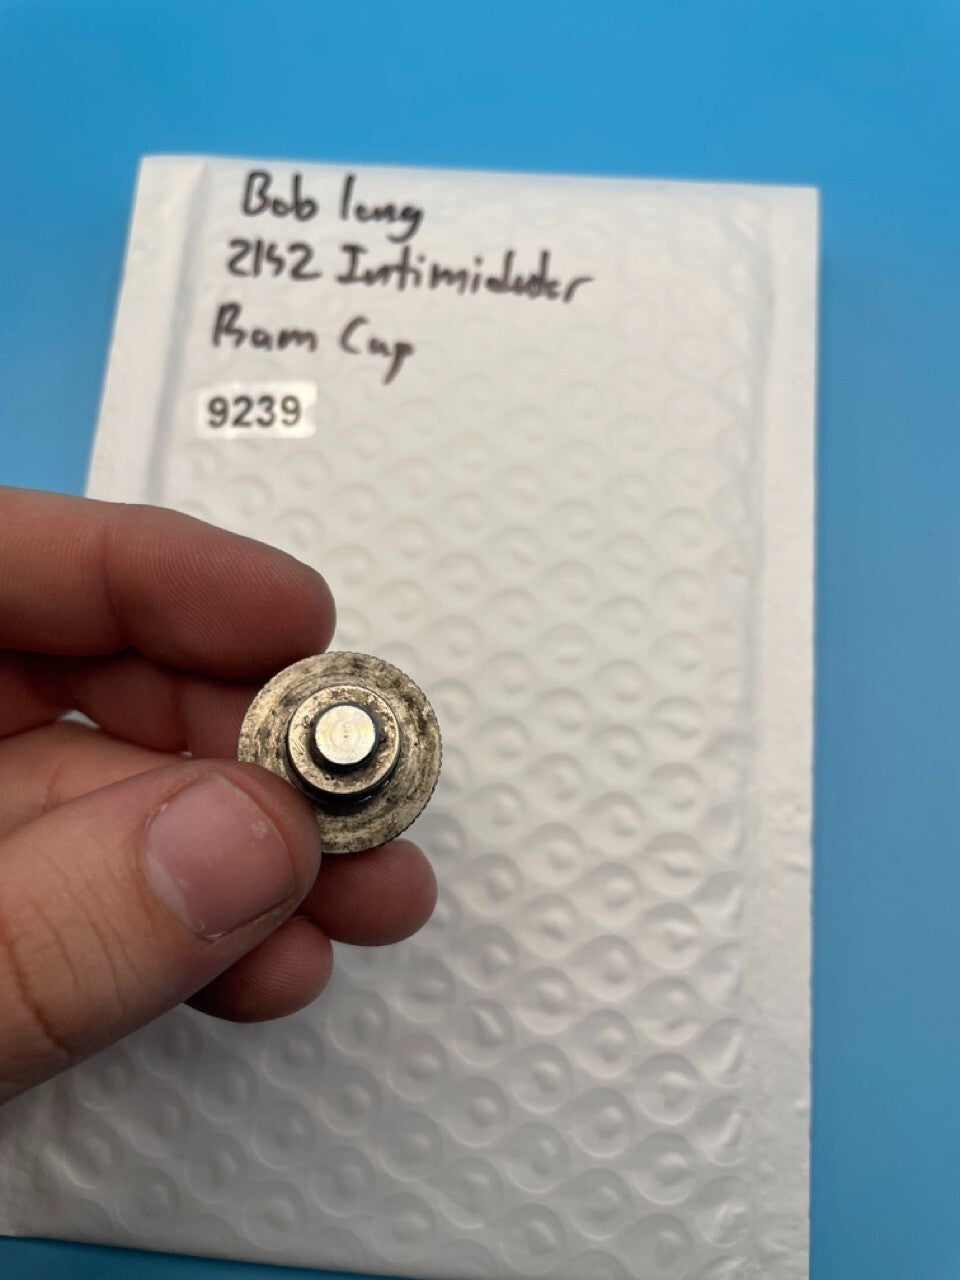 Bob long
2152 Intimidator
Ram Cap
9239